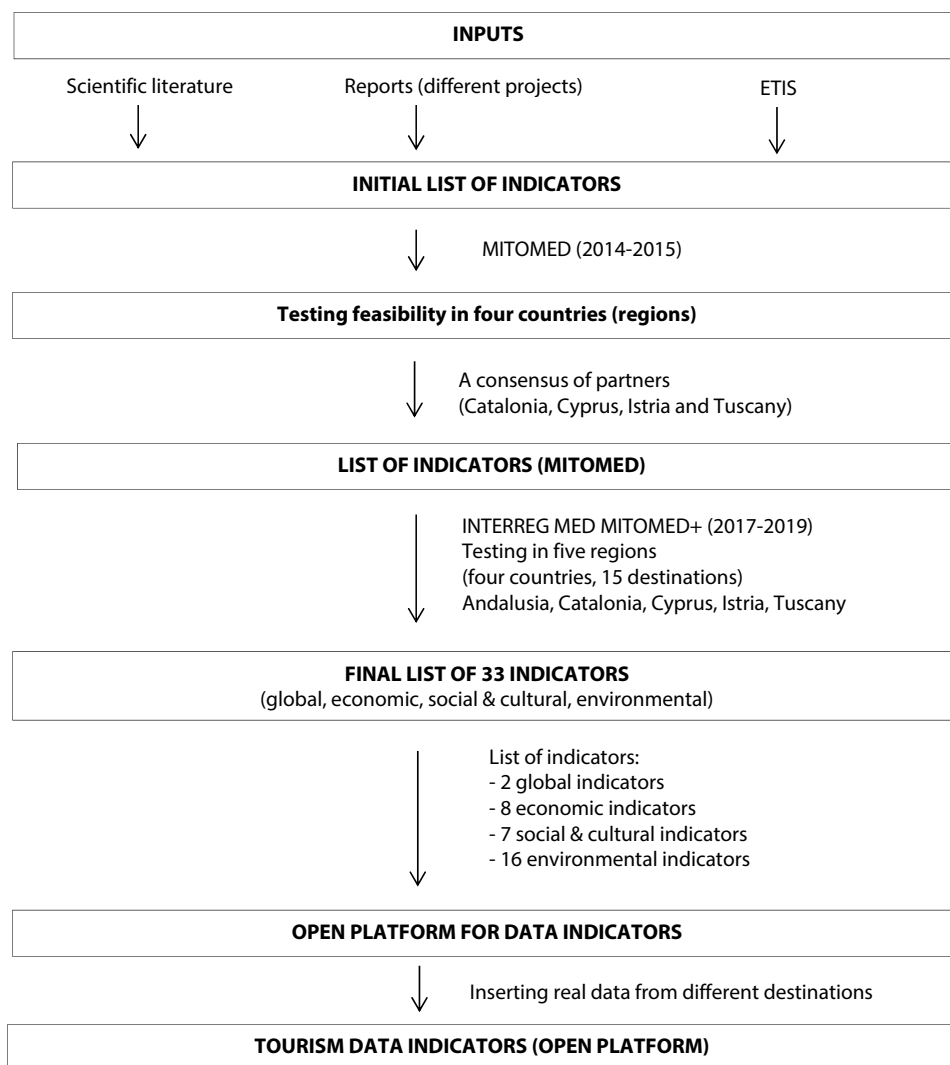 INPUTS
Scientific literature
Reports (different projects)
ETIS
INITIAL LIST OF INDICATORS
MITOMED (2014-2015)
Testing feasibility in four countries (regions)
A consensus of partners
(Catalonia, Cyprus, Istria and Tuscany)
LIST OF INDICATORS (MITOMED)
INTERREG MED MITOMED+ (2017-2019)
Testing in five regions
(four countries, 15 destinations)
Andalusia, Catalonia, Cyprus, Istria, Tuscany
FINAL LIST OF 33 INDICATORS
(global, economic, social & cultural, environmental)
List of indicators:
- 2 global indicators
- 8 economic indicators
- 7 social & cultural indicators
- 16 environmental indicators
OPEN PLATFORM FOR DATA INDICATORS
Inserting real data from different destinations
TOURISM DATA INDICATORS (OPEN PLATFORM)